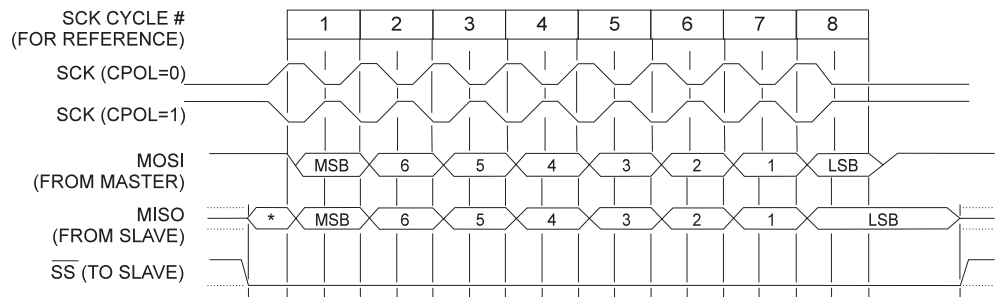 SCK CYCLE #
(FOR REFERENCE)
1 2 3 4 5 6 7 8
SCK (CPOL=0)
SCK (CPOL=1)
MOSI
(FROM MASTER)
MSB 6 5 4 3 2 1 LSB
MISO
(FROM SLAVE)
* MSB 6 5 4 3 2 1 LSB
SS (TO SLAVE)